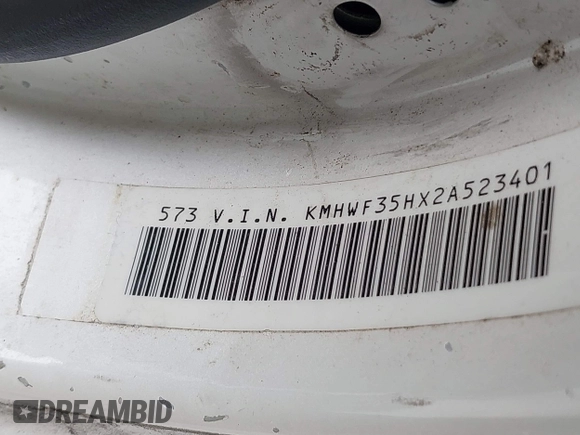 573 V.I.N. KMHWF35HX2A523401
DREAMBID